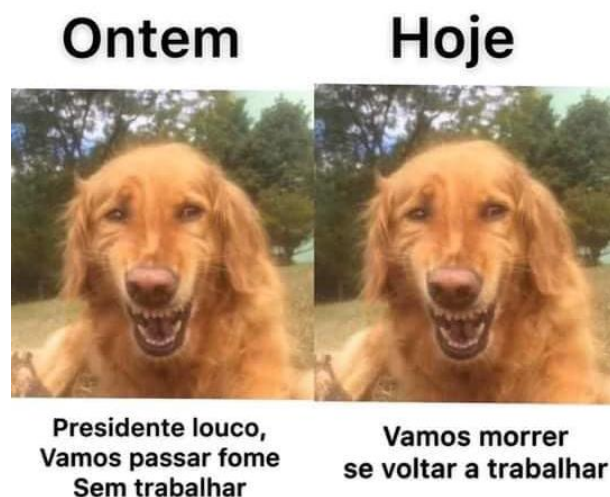 Ontem
Hoje
Presidente louco,
Vamos passar fome
Sem trabalhar
Vamos morrer
se voltar a trabalhar